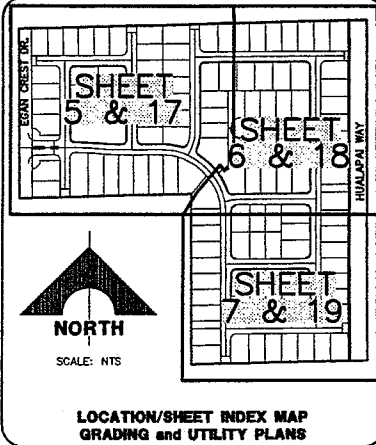 EGAN CREST DR.
SHEET
5 & 17
SHEET
6 & 18
HUALAPAI WAY
SHEET
7 & 19
NORTH
SCALE: NTS
LOCATION/SHEET INDEX MAP
GRADING and UTILITY PLANS